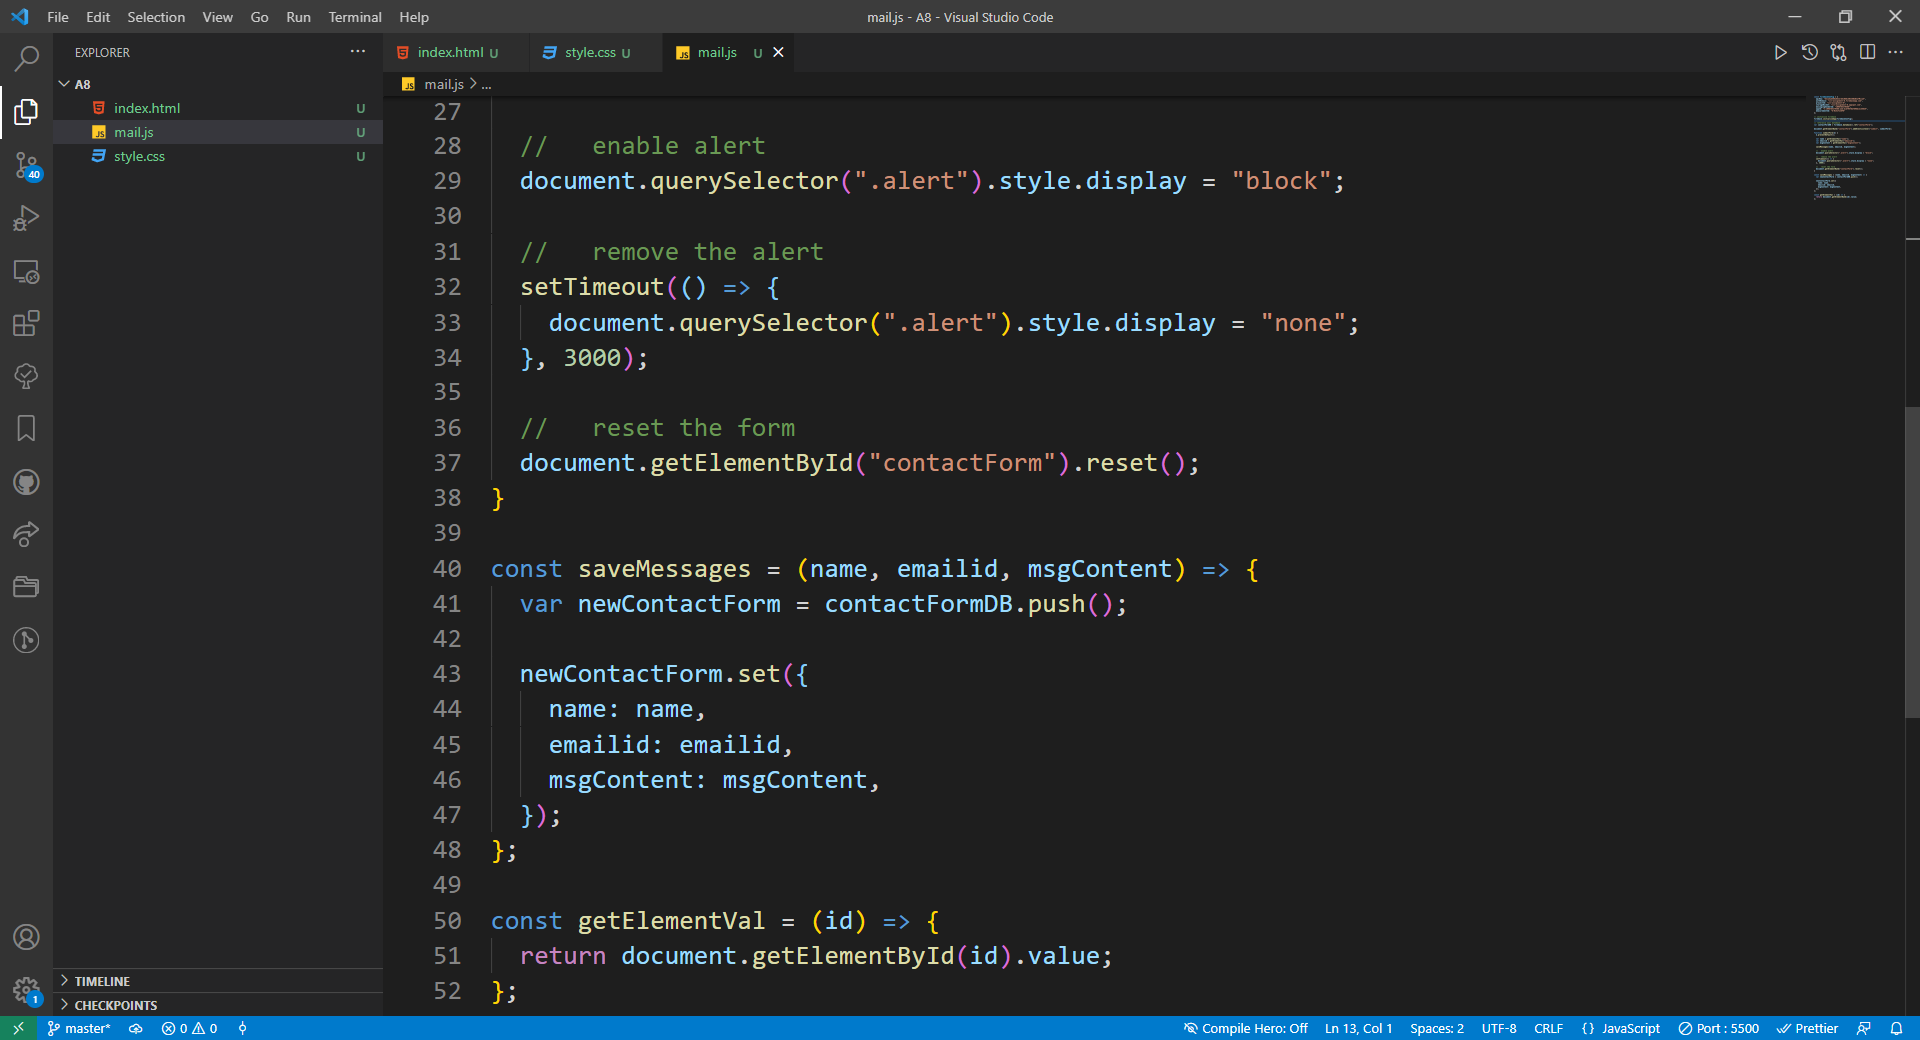 File Edit Selection View Go Run Terminal Help
mail.js - A8 - Visual Studio Code
EXPLORER
A8
index.html U
mail.js U
style.css U
40
1
TIMELINE
CHECKPOINTS
index.html U
style.css U
JS mail.js U
JS mail.js > ...
27
28 //   enable alert
29 document.querySelector(".alert").style.display = "block";
30
31 //   remove the alert
32 setTimeout(() => {
33 document.querySelector(".alert").style.display = "none";
34 }, 3000);
35
36 //   reset the form
37 document.getElementById("contactForm").reset();
38 }
39
40 const saveMessages = (name, emailid, msgContent) => {
41 var newContactForm = contactFormDB.push();
42
43 newContactForm.set({
44 name: name,
45 emailid: emailid,
46 msgContent: msgContent,
47 });
48 };
49
50 const getElementVal = (id) => {
51 return document.getElementById(id).value;
52 };
master* 0 0
Compile Hero: Off Ln 13, Col 1 Spaces: 2 UTF-8 CRLF {} JavaScript Port : 5500 Prettier